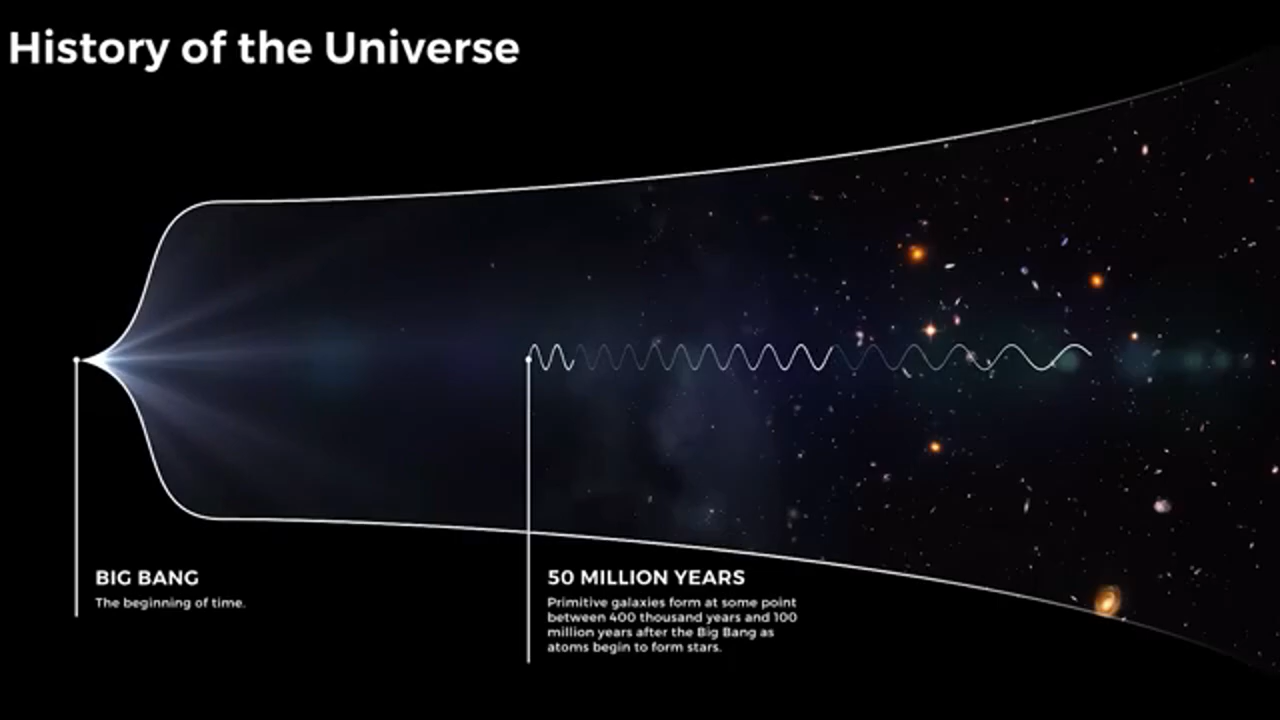 History of the Universe
BIG BANG
The beginning of time.
50 MILLION YEARS
Primitive galaxies form at some point
between 400 thousand years and 100
million years after the Big Bang as
atoms begin to form stars.